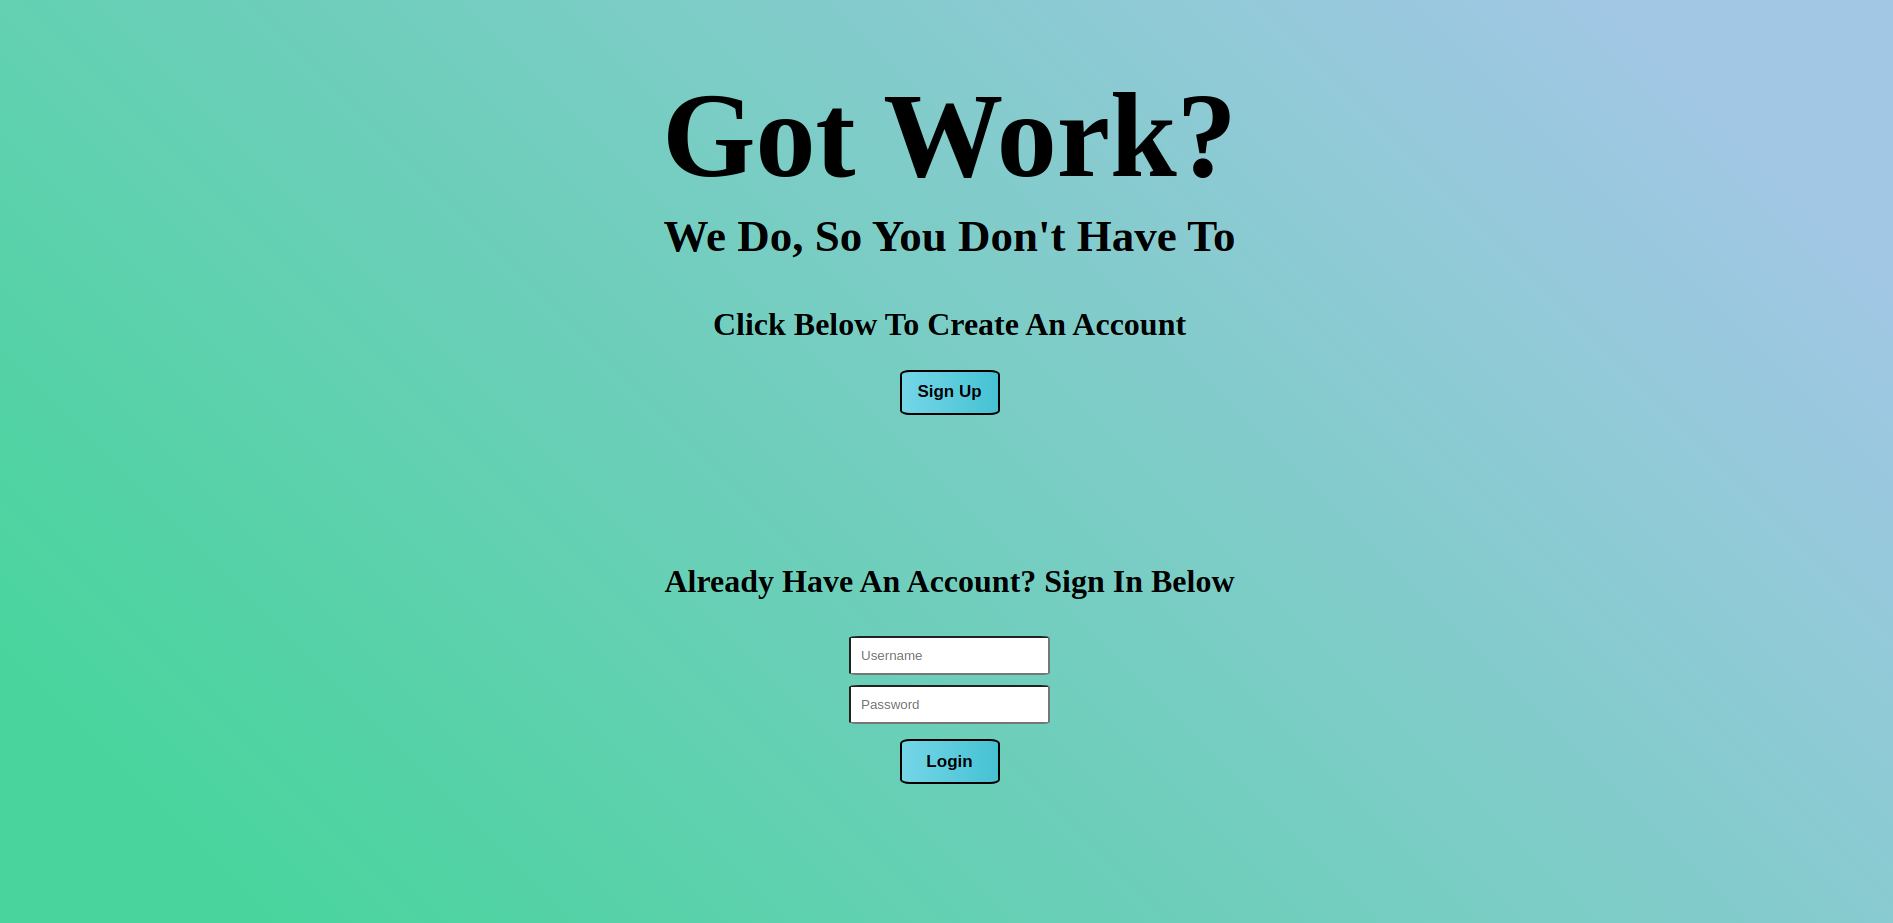 Got Work?
We Do, So You Don't Have To
Click Below To Create An Account
Sign Up
Already Have An Account? Sign In Below
Username
Password
Login